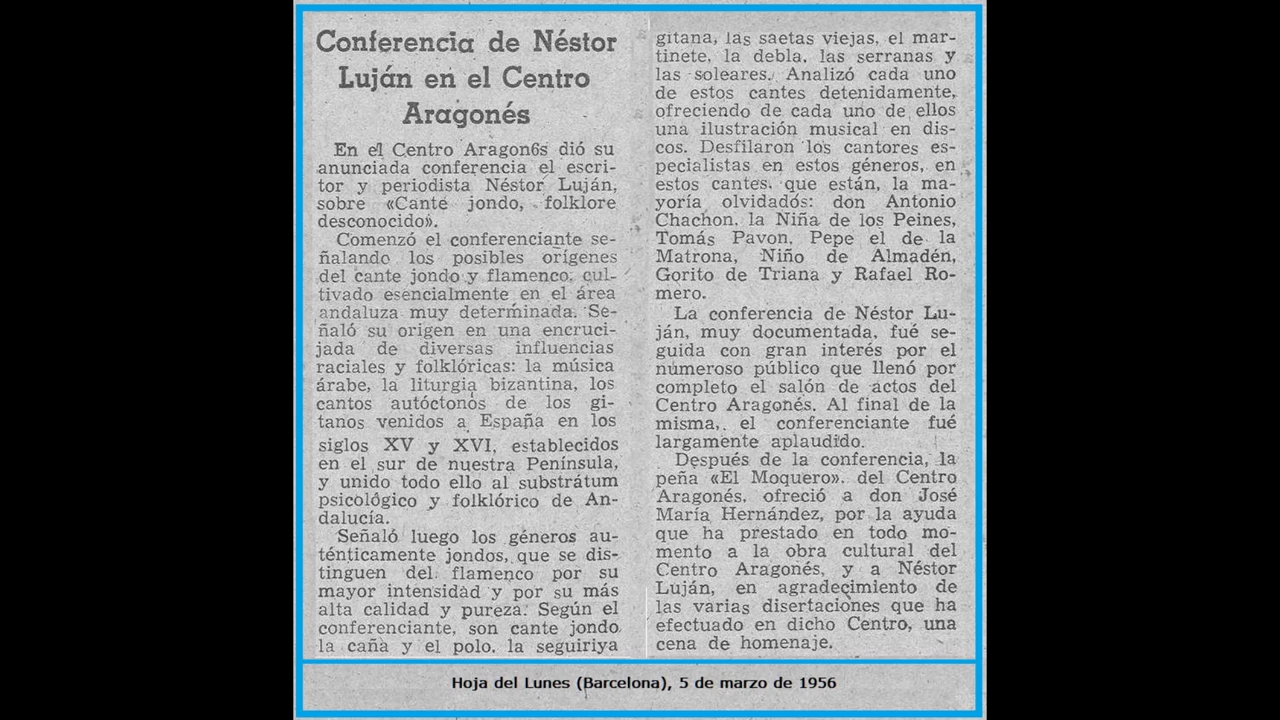 Conferencia de Néstor
Luján en el Centro
Aragonés
En el Centro Aragonés dió su
anunciada conferencia el escri-
tor y periodista Néstor Luján,
sobre «Cante jondo, folklore
desconocido».
Comenzó el conferenciante se-
ñalando los posibles orígenes
del cante jondo y flamenco, cul-
tivado esencialmente en el área
andaluza muy determinada. Se-
ñaló su origen en una encruci-
jada de diversas influencias
raciales y folklóricas: la música
árabe, la liturgia bizantina, los
cantos autóctonos de los gi-
tanos venidos a España en los
siglos XV y XVI, establecidos
en el sur de nuestra Península,
y unido todo ello al substrátum
psicológico y folklórico de An-
dalucía.
Señaló luego los géneros au-
ténticamente jondos, que se dis-
tinguen del flamenco por su
mayor intensidad y por su más
alta calidad y pureza. Según el
conferenciante, son cante jondo
la caña y el polo, la seguiriya
gitana, las saetas viejas, el mar-
tinete, la debla, las serranas y
las soleares. Analizó cada uno
de estos cantes detenidamente,
ofreciendo de cada uno de ellos
una ilustración musical en dis-
cos. Desfilaron los cantores es-
pecialistas en estos géneros, en
estos cantes, que están, la ma-
yoría olvidados: don Antonio
Chachon, la Niña de los Peines,
Tomás Pavon, Pepe el de la
Matrona, Niño de Almadén,
Gorito de Triana y Rafael Ro-
mero.
La conferencia de Néstor Lu-
ján, muy documentada, fué se-
guida con gran interés por el
númeroso público que llenó por
completo el salón de actos del
Centro Aragonés. Al final de la
misma, el conferenciante fué
largamente aplaudido.
Después de la conferencia, la
peña «El Moquero», del Centro
Aragonés, ofreció a don José
María Hernández, por la ayuda
que ha prestado en todo mo-
mento a la obra cultural del
Centro Aragonés, y a Néstor
Luján, en agradecimiento de
las varias disertaciones que ha
efectuado en dicho Centro, una
cena de homenaje.
Hoja del Lunes (Barcelona), 5 de marzo de 1956